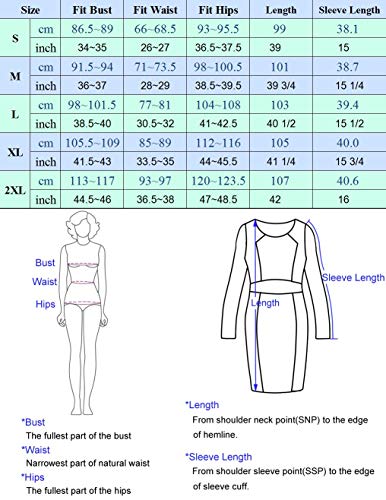 Size Fit Bust Fit Waist Fit Hips Length Sleeve Length
S cm 86.5~89 66~68.5 93~95.5 99 38.1
inch 34~35 26~27 36.5~37.5 39 15
M cm 91.5~94 71~73.5 98~100.5 101 38.7
inch 36~37 28~29 38.5~39.5 39 3/4 15 1/4
L cm 98~101.5 77~81 104~108 103 39.4
inch 38.5~40 30.5~32 41~42.5 40 1/2 15 1/2
XL cm 105.5~109 85~89 112~116 105 40.0
inch 41.5~43 33.5~35 44~45.5 41 1/4 15 3/4
2XL cm 113~117 93~97 120~123.5 107 40.6
inch 44.5~46 36.5~38 47~48.5 42 16
Bust
Waist
Hips
Sleeve Length
Length
*Bust
The fullest part of the bust
*Waist
Narrowest part of natural waist
*Hips
The fullest part of the hips
*Length
From shoulder neck point(SNP) to the edge
of hemline.
*Sleeve Length
From shoulder sleeve point(SSP) to the edge
of sleeve cuff.